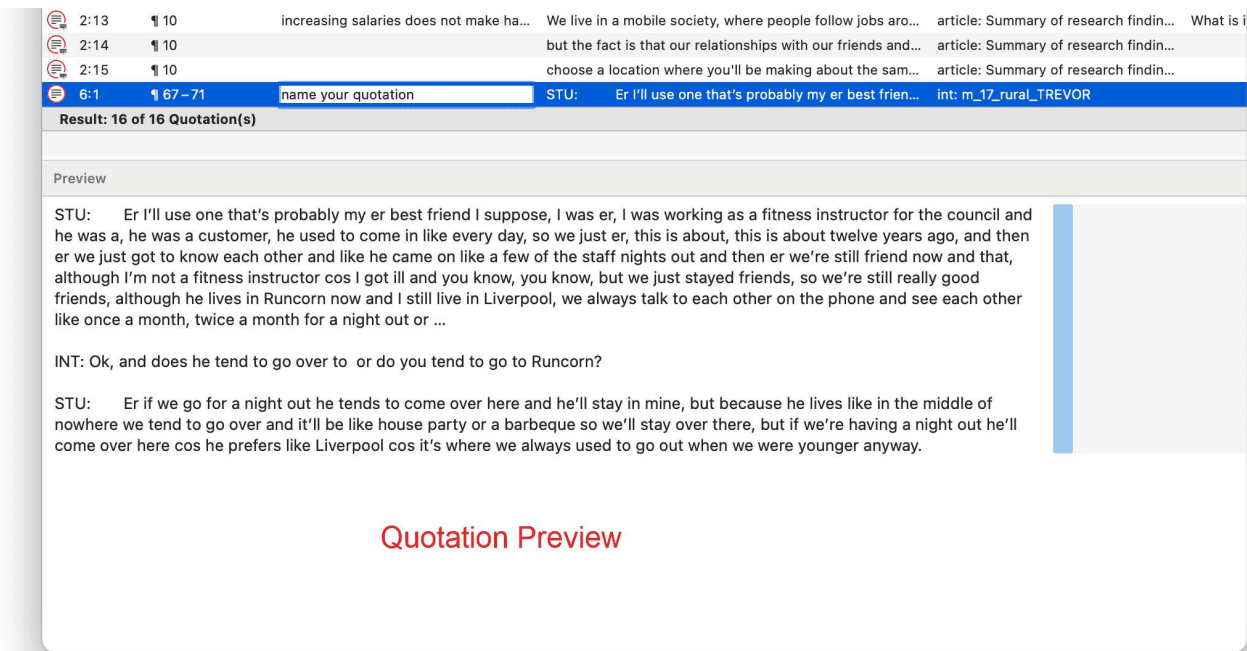 2:13 ¶ 10 increasing salaries does not make ha... We live in a mobile society, where people follow jobs aro... article: Summary of research findin... What is i
2:14 ¶ 10 but the fact is that our relationships with our friends and... article: Summary of research findin...
2:15 ¶ 10 choose a location where you'll be making about the sam... article: Summary of research findin...
6:1 ¶ 67–71 name your quotation STU: Er I’ll use one that’s probably my er best frien... int: m_17_rural_TREVOR
Result: 16 of 16 Quotation(s)
Preview
STU: Er I’ll use one that’s probably my er best friend I suppose, I was er, I was working as a fitness instructor for the council and
he was a, he was a customer, he used to come in like every day, so we just er, this is about, this is about twelve years ago, and then
er we just got to know each other and like he came on like a few of the staff nights out and then er we’re still friend now and that,
although I’m not a fitness instructor cos I got ill and you know, you know, but we just stayed friends, so we’re still really good
friends, although he lives in Runcorn now and I still live in Liverpool, we always talk to each other on the phone and see each other
like once a month, twice a month for a night out or ...
INT: Ok, and does he tend to go over to or do you tend to go to Runcorn?
STU: Er if we go for a night out he tends to come over here and he’ll stay in mine, but because he lives like in the middle of
nowhere we tend to go over and it’ll be like house party or a barbeque so we’ll stay over there, but if we’re having a night out he’ll
come over here cos he prefers like Liverpool cos it’s where we always used to go out when we were younger anyway.
Quotation Preview